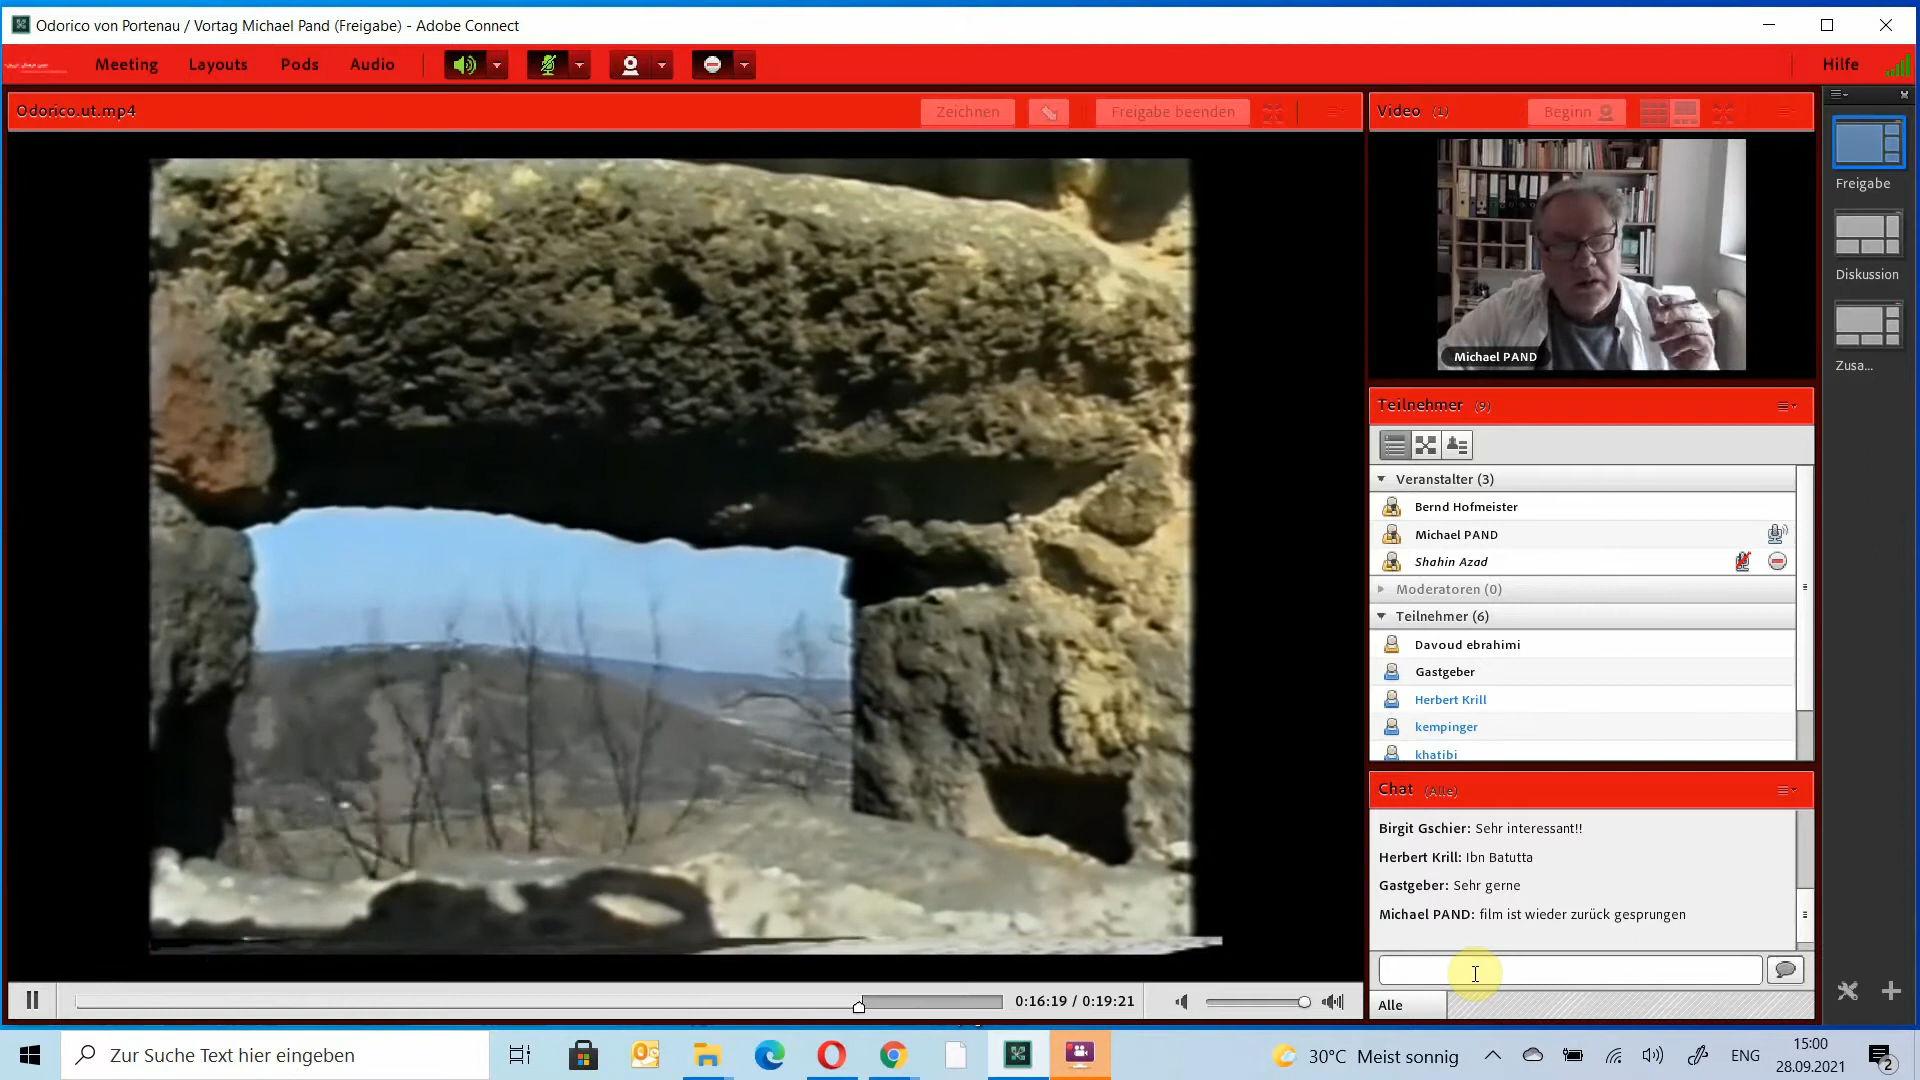 Odorico von Portenau / Vortag Michael Pand (Freigabe) - Adobe Connect
Meeting Layouts Pods Audio Hilfe
Odorico.ut.mp4 Zeichnen Freigabe beenden
Video (1) Beginn
Michael PAND
Freigabe
Diskussion
Zusa...
Teilnehmer (9)
Veranstalter (3)
Bernd Hofmeister
Michael PAND
Shahin Azad
Moderatoren (0)
Teilnehmer (6)
Davoud ebrahimi
Gastgeber
Herbert Krill
kempinger
khatibi
Chat (Alle)
Birgit Gschier: Sehr interessant!!
Herbert Krill: Ibn Batutta
Gastgeber: Sehr gerne
Michael PAND: film ist wieder zurück gesprungen
Alle
0:16:19 / 0:19:21
Zur Suche Text hier eingeben
30°C Meist sonnig
ENG
15:00
28.09.2021
2